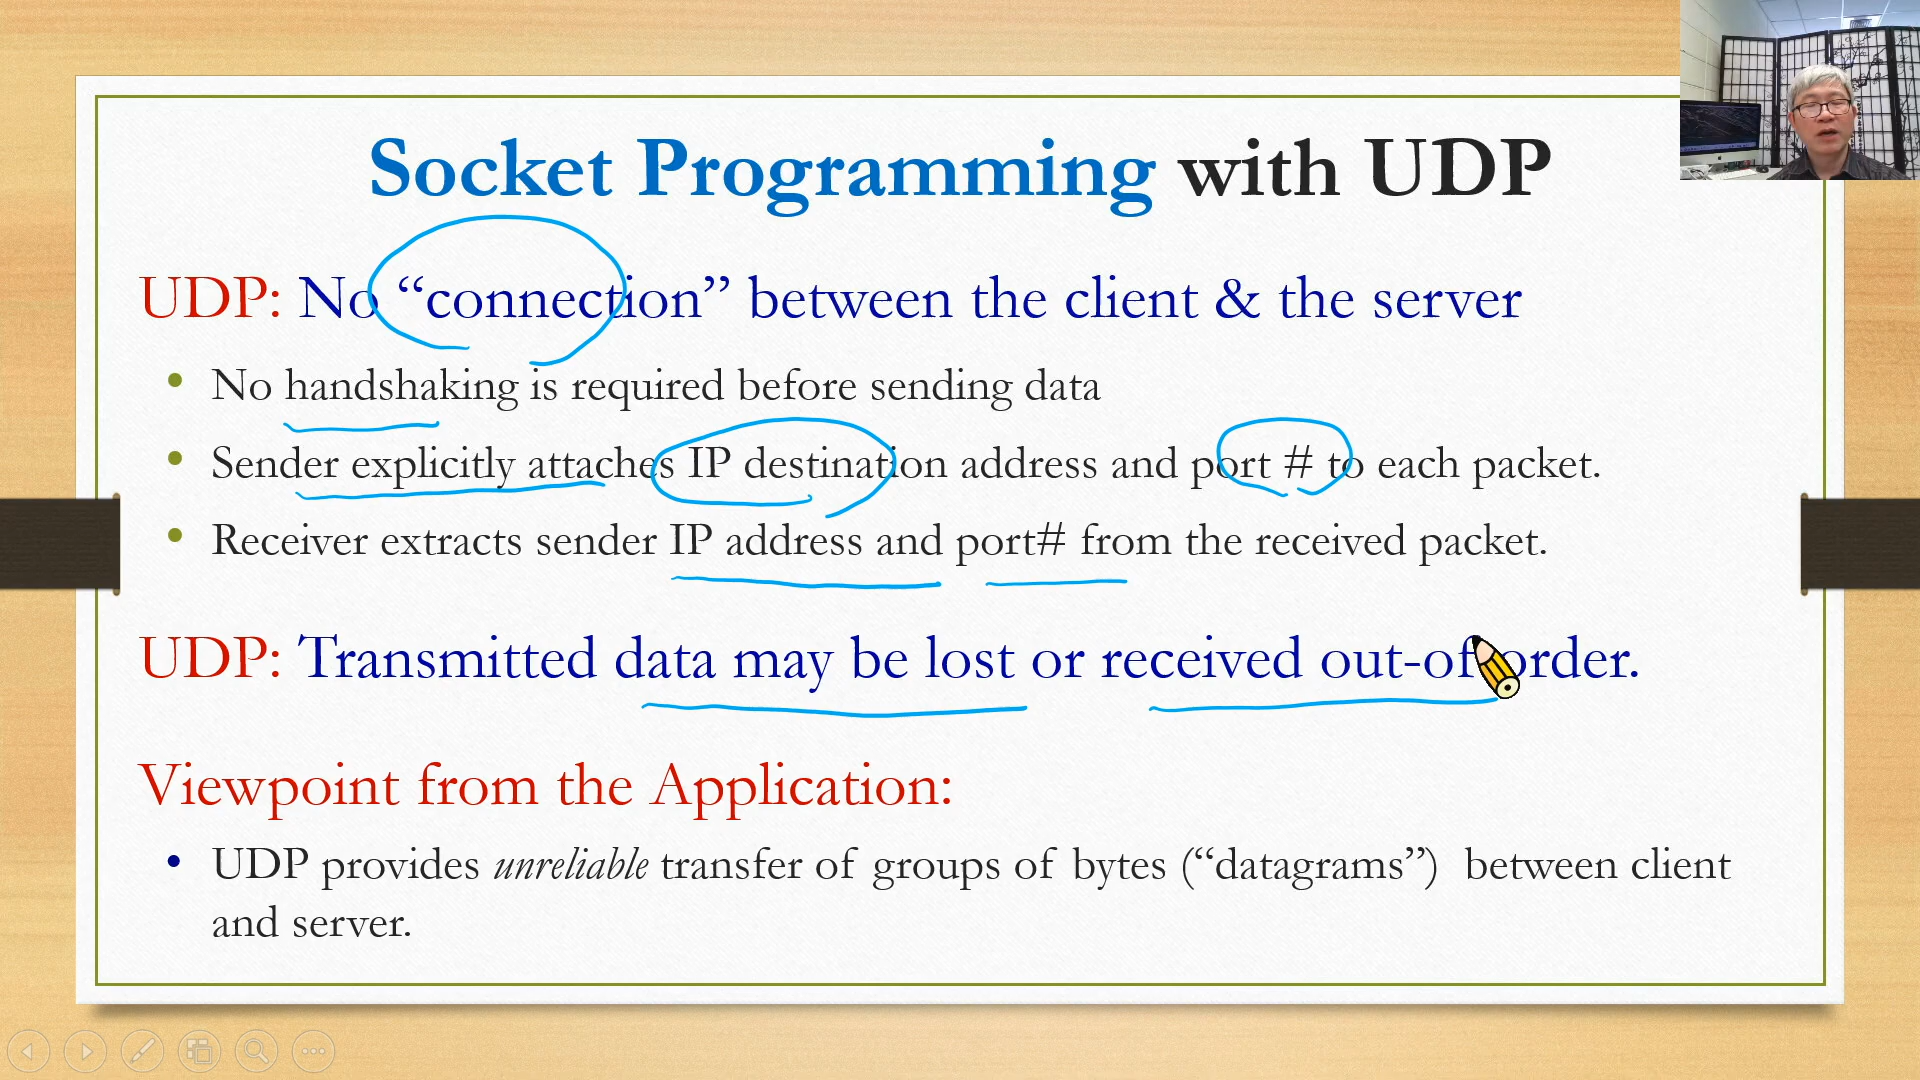 Socket Programming with UDP
UDP: No “connection” between the client & the server
• No handshaking is required before sending data
• Sender explicitly attaches IP destination address and port # to each packet.
• Receiver extracts sender IP address and port# from the received packet.
UDP: Transmitted data may be lost or received out-of-order.
Viewpoint from the Application:
• UDP provides unreliable transfer of groups of bytes (“datagrams”) between client
and server.